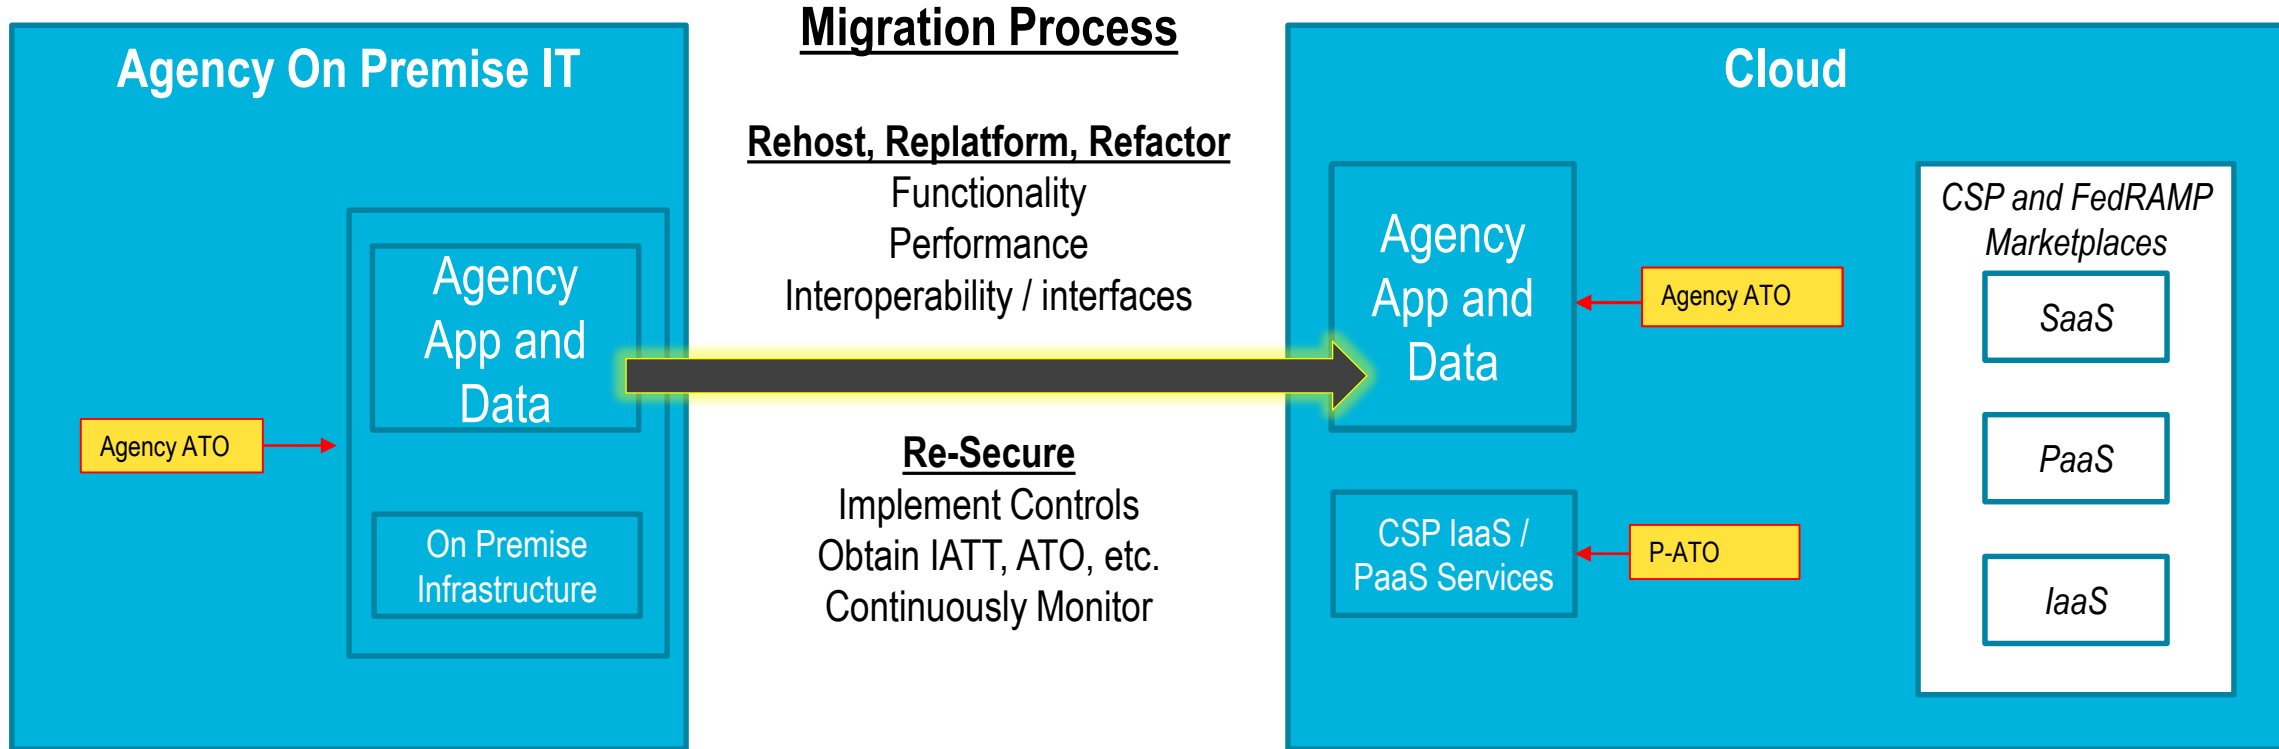 Migration Process
Agency On Premise IT
Agency
App and
Data
Agency ATO
On Premise
Infrastructure
Rehost, Replatform, Refactor
Functionality
Performance
Interoperability / interfaces
Re-Secure
Implement Controls
Obtain IATT, ATO, etc.
Continuously Monitor
Cloud
Agency
App and
Data
Agency ATO
CSP IaaS /
PaaS Services
P-ATO
CSP and FedRAMP
Marketplaces
SaaS
PaaS
IaaS